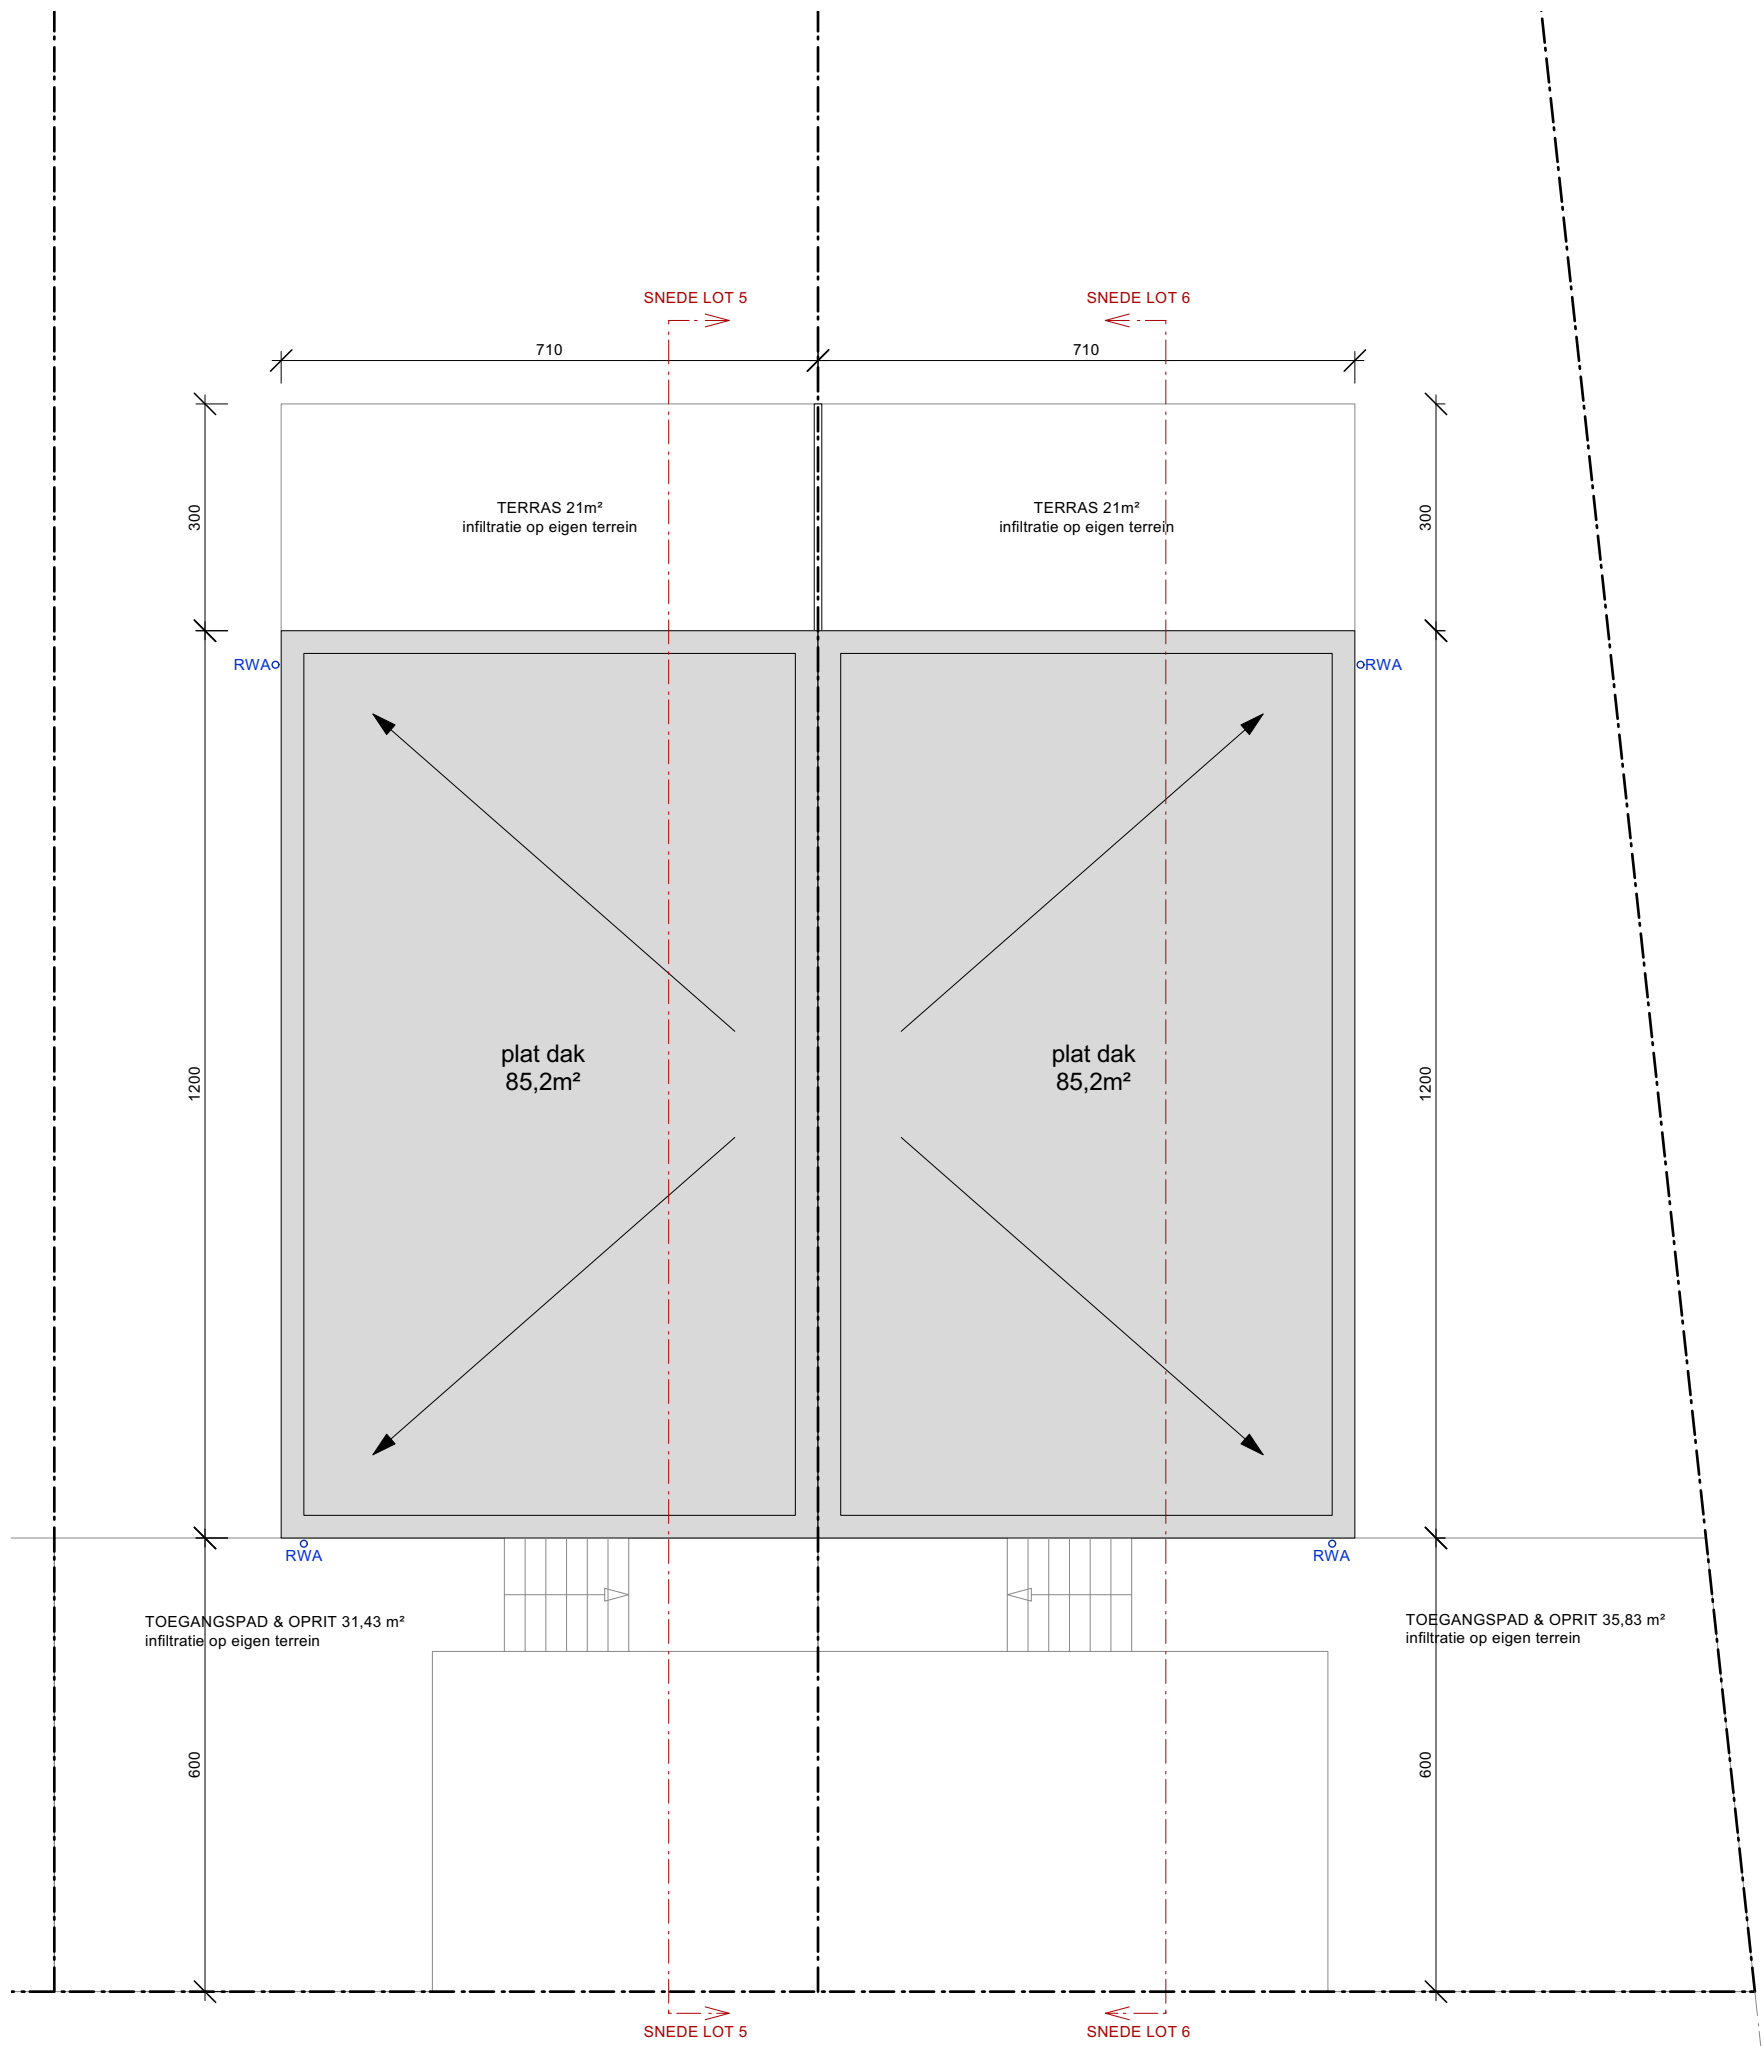 SNEDE LOT 5
SNEDE LOT 6
710
710
TERRAS 21m²
infiltratie op eigen terrein
TERRAS 21m²
infiltratie op eigen terrein
300
300
RWA
RWA
plat dak
85,2m²
plat dak
85,2m²
1200
1200
RWA
RWA
TOEGANGSPAD & OPRIT 31,43 m²
infiltratie op eigen terrein
TOEGANGSPAD & OPRIT 35,83 m²
infiltratie op eigen terrein
600
600
SNEDE LOT 5
SNEDE LOT 6